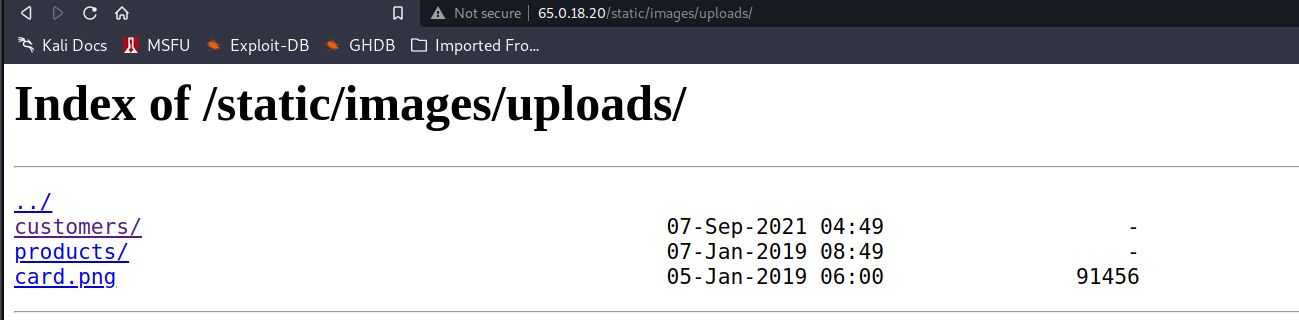 Not secure 65.0.18.20/static/images/uploads/
Kali Docs MSFU Exploit-DB GHDB Imported Fro...
Index of /static/images/uploads/
../
customers/ 07-Sep-2021 04:49 -
products/ 07-Jan-2019 08:49 -
card.png 05-Jan-2019 06:00 91456